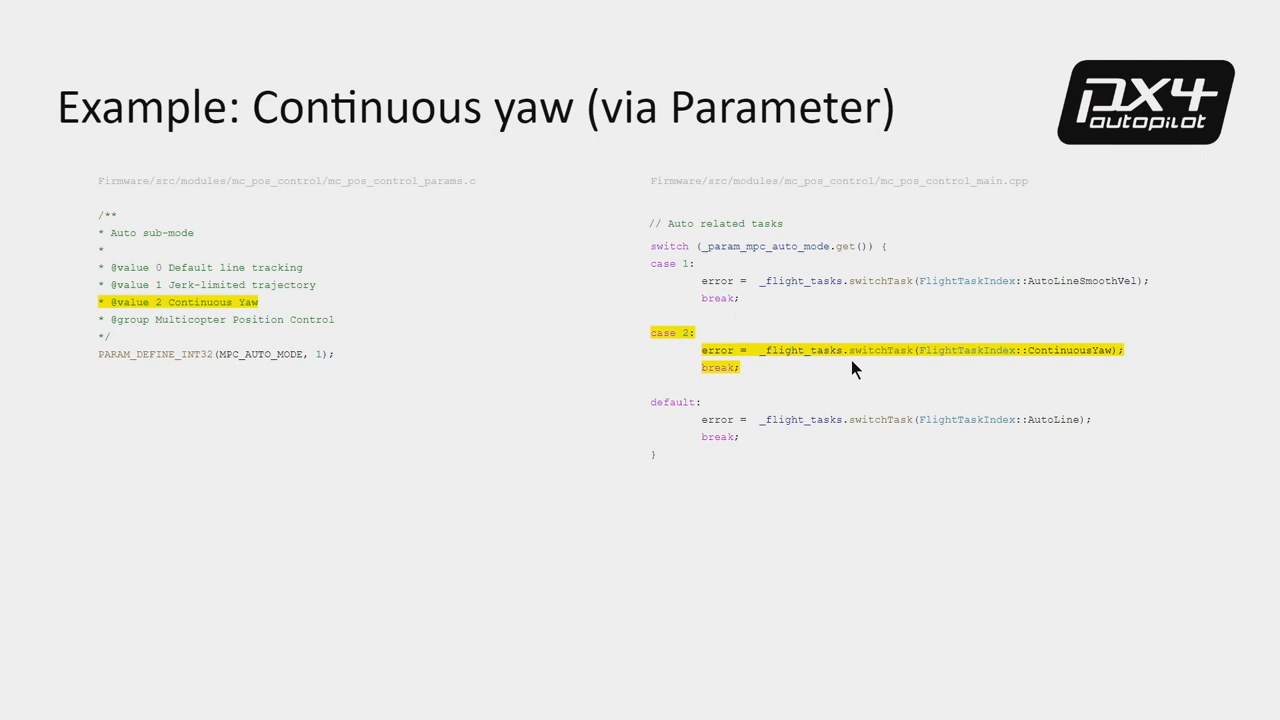 Example: Continuous yaw (via Parameter)
PX4
autopilot
Firmware/src/modules/mc_pos_control/mc_pos_control_params.c
/**
* Auto sub-mode
*
* @value 0 Default line tracking
* @value 1 Jerk-limited trajectory
* @value 2 Continuous Yaw
* @group Multicopter Position Control
*/
PARAM_DEFINE_INT32(MPC_AUTO_MODE, 1);
Firmware/src/modules/mc_pos_control/mc_pos_control_main.cpp
// Auto related tasks
switch (_param_mpc_auto_mode.get()) {
case 1:
error =  _flight_tasks.switchTask(FlightTaskIndex::AutoLineSmoothVel);
break;
case 2:
error =  _flight_tasks.switchTask(FlightTaskIndex::ContinuousYaw);
break;
default:
error =  _flight_tasks.switchTask(FlightTaskIndex::AutoLine);
break;
}